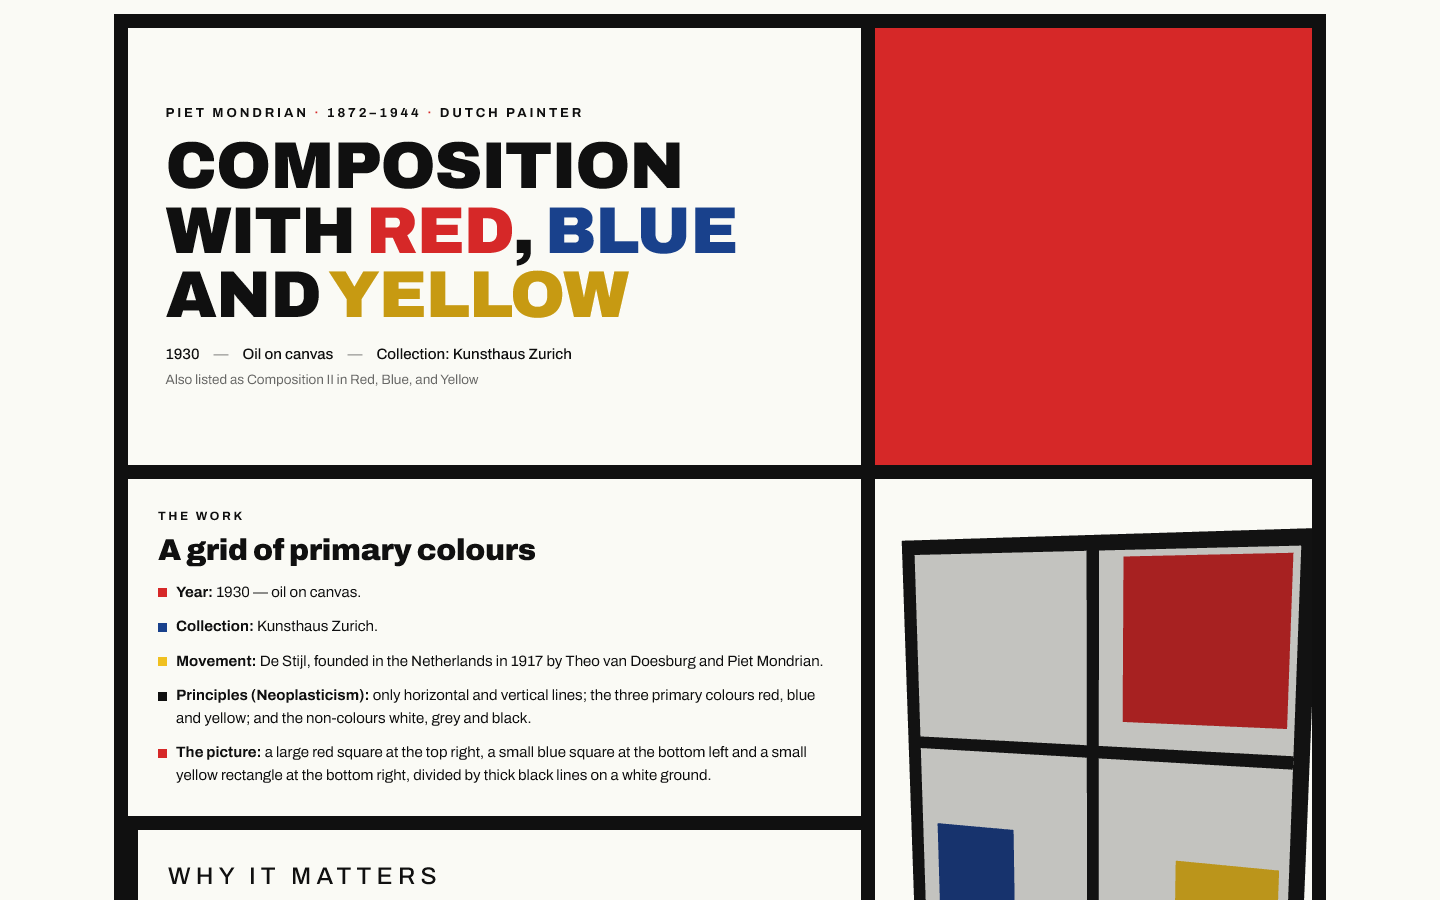 PIET MONDRIAN · 1872–1944 · DUTCH PAINTER
COMPOSITION
WITH RED, BLUE
AND YELLOW
1930 — Oil on canvas — Collection: Kunsthaus Zurich
Also listed as Composition II in Red, Blue, and Yellow
THE WORK
A grid of primary colours
Year: 1930 — oil on canvas.
Collection: Kunsthaus Zurich.
Movement: De Stijl, founded in the Netherlands in 1917 by Theo van Doesburg and Piet Mondrian.
Principles (Neoplasticism): only horizontal and vertical lines; the three primary colours red, blue
and yellow; and the non-colours white, grey and black.
The picture: a large red square at the top right, a small blue square at the bottom left and a small
yellow rectangle at the bottom right, divided by thick black lines on a white ground.
WHY IT MATTERS